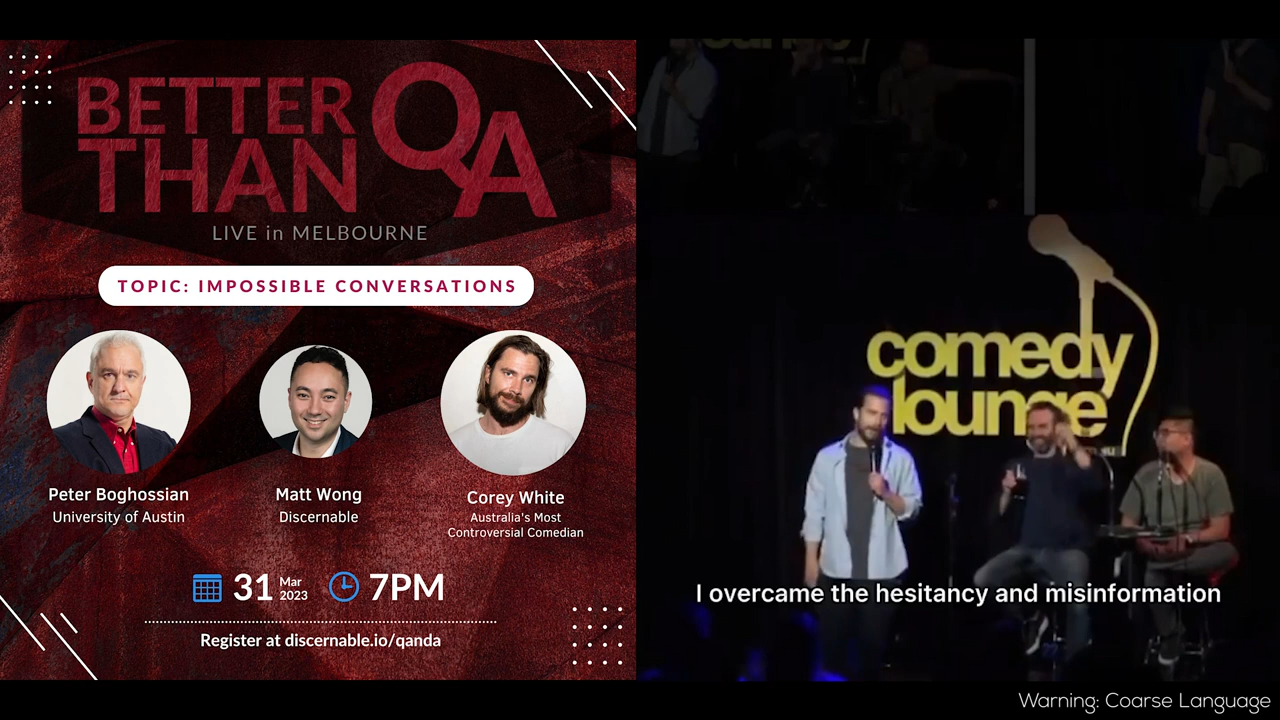 BETTER
THAN
QA
LIVE in MELBOURNE
TOPIC: IMPOSSIBLE CONVERSATIONS
Peter Boghossian
University of Austin
Matt Wong
Discernable
Corey White
Australia's Most
Controversial Comedian
31 Mar
2023
7PM
Register at discernable.io/qanda
lounge
comedy
lounge
I overcame the hesitancy and misinformation
Warning: Coarse Language